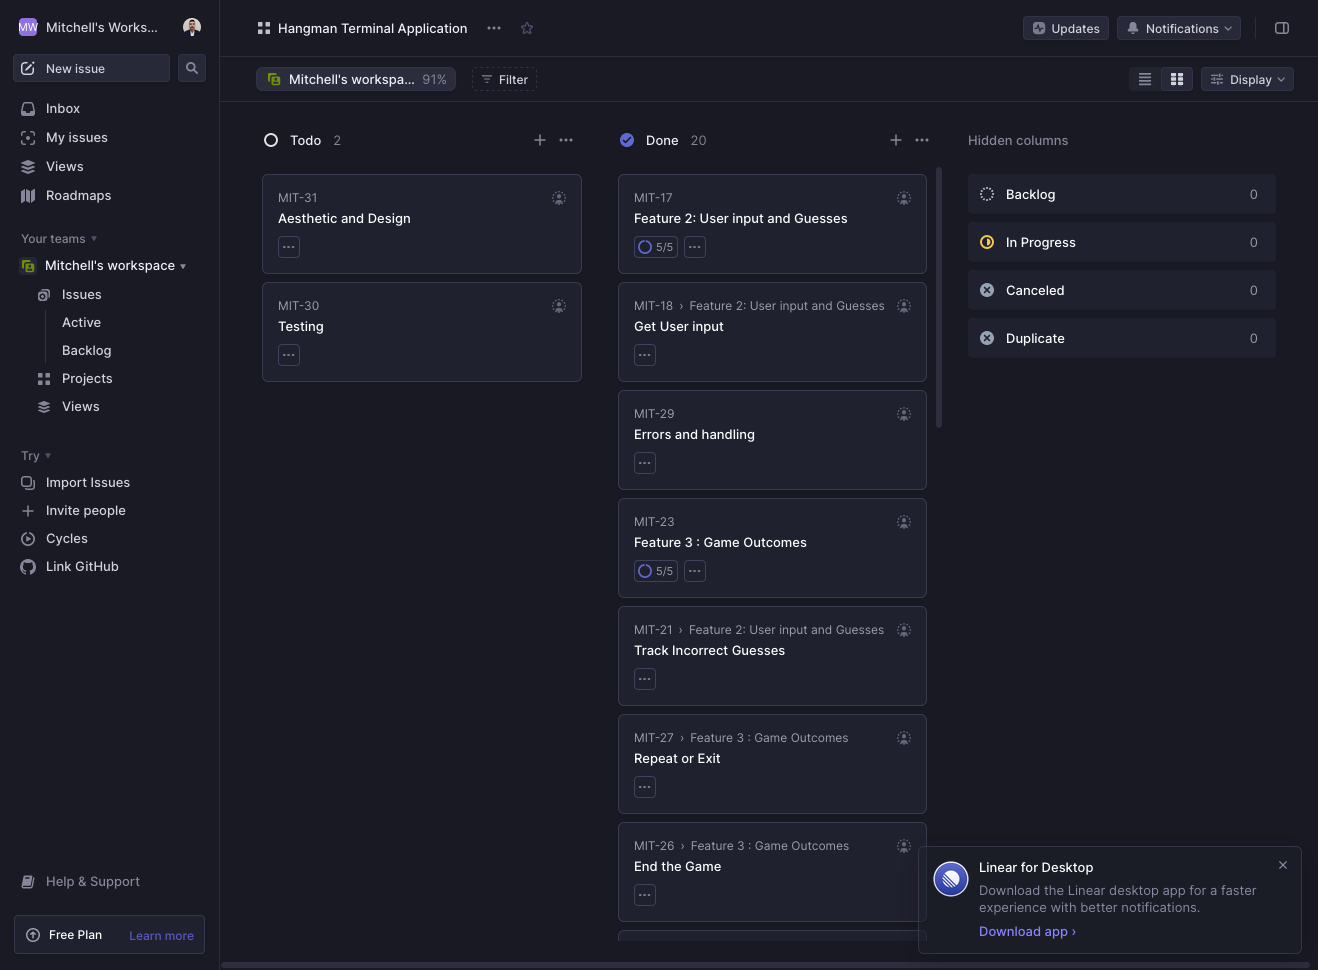 MW Mitchell's Works...
New issue
Inbox
My issues
Views
Roadmaps
Your teams
Mitchell's workspace
Issues
Active
Backlog
Projects
Views
Try
Import Issues
Invite people
Cycles
Link GitHub
Help & Support
Free Plan Learn more
Hangman Terminal Application
Updates
Notifications
Mitchell's workspa... 91%
Filter
Display
Todo 2
MIT-31
Aesthetic and Design
MIT-30
Testing
Done 20
MIT-17
Feature 2: User input and Guesses
5/5
MIT-18 › Feature 2: User input and Guesses
Get User input
MIT-29
Errors and handling
MIT-23
Feature 3 : Game Outcomes
5/5
MIT-21 › Feature 2: User input and Guesses
Track Incorrect Guesses
MIT-27 › Feature 3 : Game Outcomes
Repeat or Exit
MIT-26 › Feature 3 : Game Outcomes
End the Game
Hidden columns
Backlog 0
In Progress 0
Canceled 0
Duplicate 0
Linear for Desktop
Download the Linear desktop app for a faster
experience with better notifications.
Download app ›